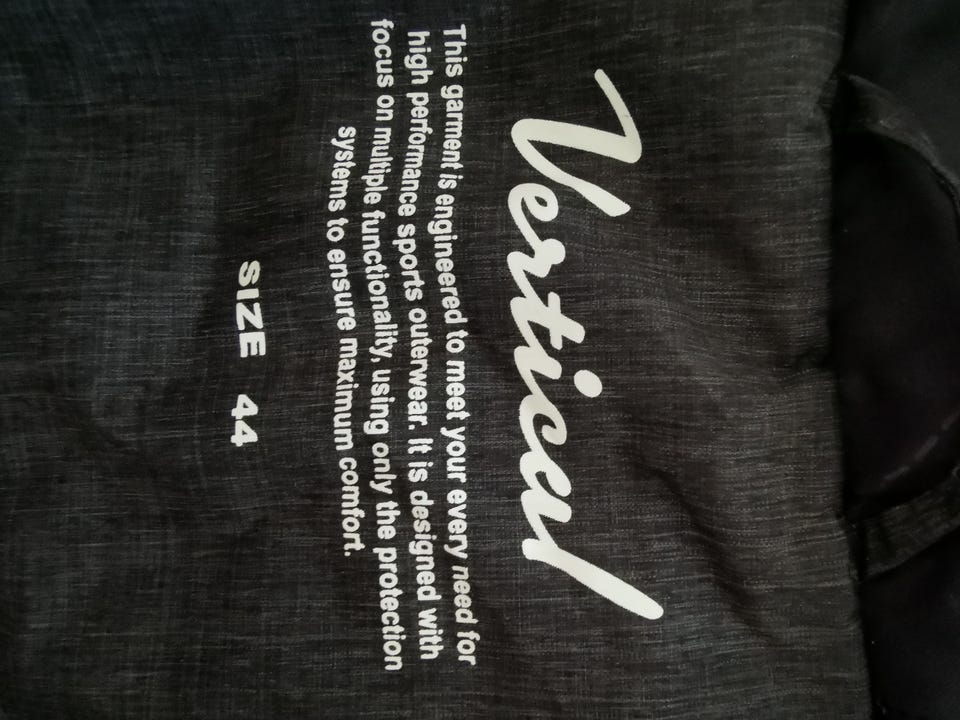 Vertical
This garment is engineered to meet your every need for
high performance sports outerwear. It is designed with
focus on multiple functionality, using only the protection
systems to ensure maximum comfort.
SIZE 44